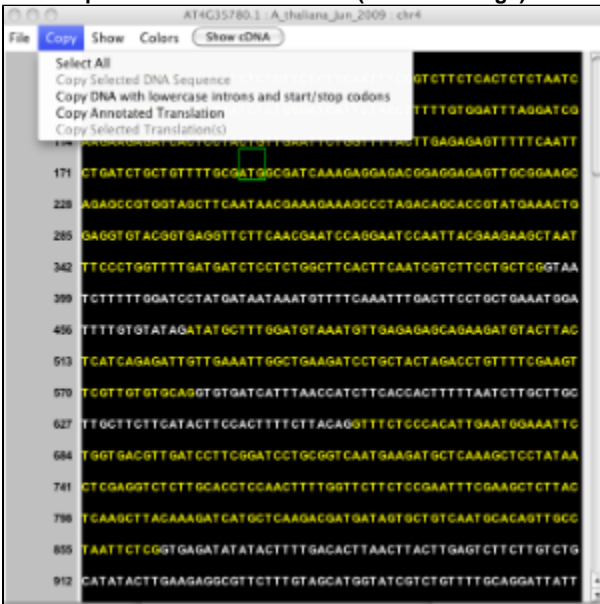 AT4G35780.1 : A_thaliana_Jun_2009 : chr4
File Copy Show Colors Show cDNA
Select All
Copy Selected DNA Sequence
Copy DNA with lowercase introns and start/stop codons
Copy Annotated Translation
Copy Selected Translation(s)
GTCTTCTCACTCTCTAATC
TTTTGTGGATTTAGGATCG
171 CTGATCTGCTGTTTTGCGATGGCGATCAAAGAGGAGACGGAGGAGAGTTGCGGAAGC
228 AGAGCCGTGGTAGCTTCAATAACGAAAGAAAGCCCTAGACAGCACCGTATGAAACTG
285 GAGGTGTACGGTGAGGTTCTTCAACGAATCCAGGAATCCAATTACGAAGAAGCTAAT
342 TTCCCTGGTTTTGATGATCTCCTCTGGCTTCACTTCAATCGTCTTCCTGCTCGGTAA
399 TCTTTTTGGATCCTATGATAATAAATGTTTTCAAATTTGACTTCCTGCTGAAATGGA
456 TTTTGTGTATAGATATGCTTTGGATGTAAATGTTGAGAGAGCAGAAGATGTACTTAC
513 TCATCAGAGATTGTTGAAATTGGCTGAAGATCCTGCTACTAGACCTGTTTTCGAAGT
570 TCGTTGTGTGCAGGTGTGATCATTTAACCATCTTCACCACTTTTTAATCTTGCTTGC
627 TTGCTTCTTCATACTTCCACTTTTCTTACAGGTTTCTCCCACATTGAATGGAAATTC
684 TGGTGACGTTGATCCTTCGGATCCTGCGGTCAATGAAGATGCTCAAAGCTCCTATAA
741 CTCGAGGTCTCTTGCACCTCCAACTTTTGGTTCTTCTCCGAATTTCGAAGCTCTTAC
798 TCAAGCTTACAAAGATCATGCTCAAGACGATGATAGTGCTGTCAATGCACAGTTGCC
855 TAATTCTCGGTGAGATATATACTTTTGACACTTAACTTACTTGAGTCTTCTTGTCTG
912 CATATACTTGAAGAGGCGTTCTTTGTAGCATGGTATCGTCTGTTTTGCAGGATTATT